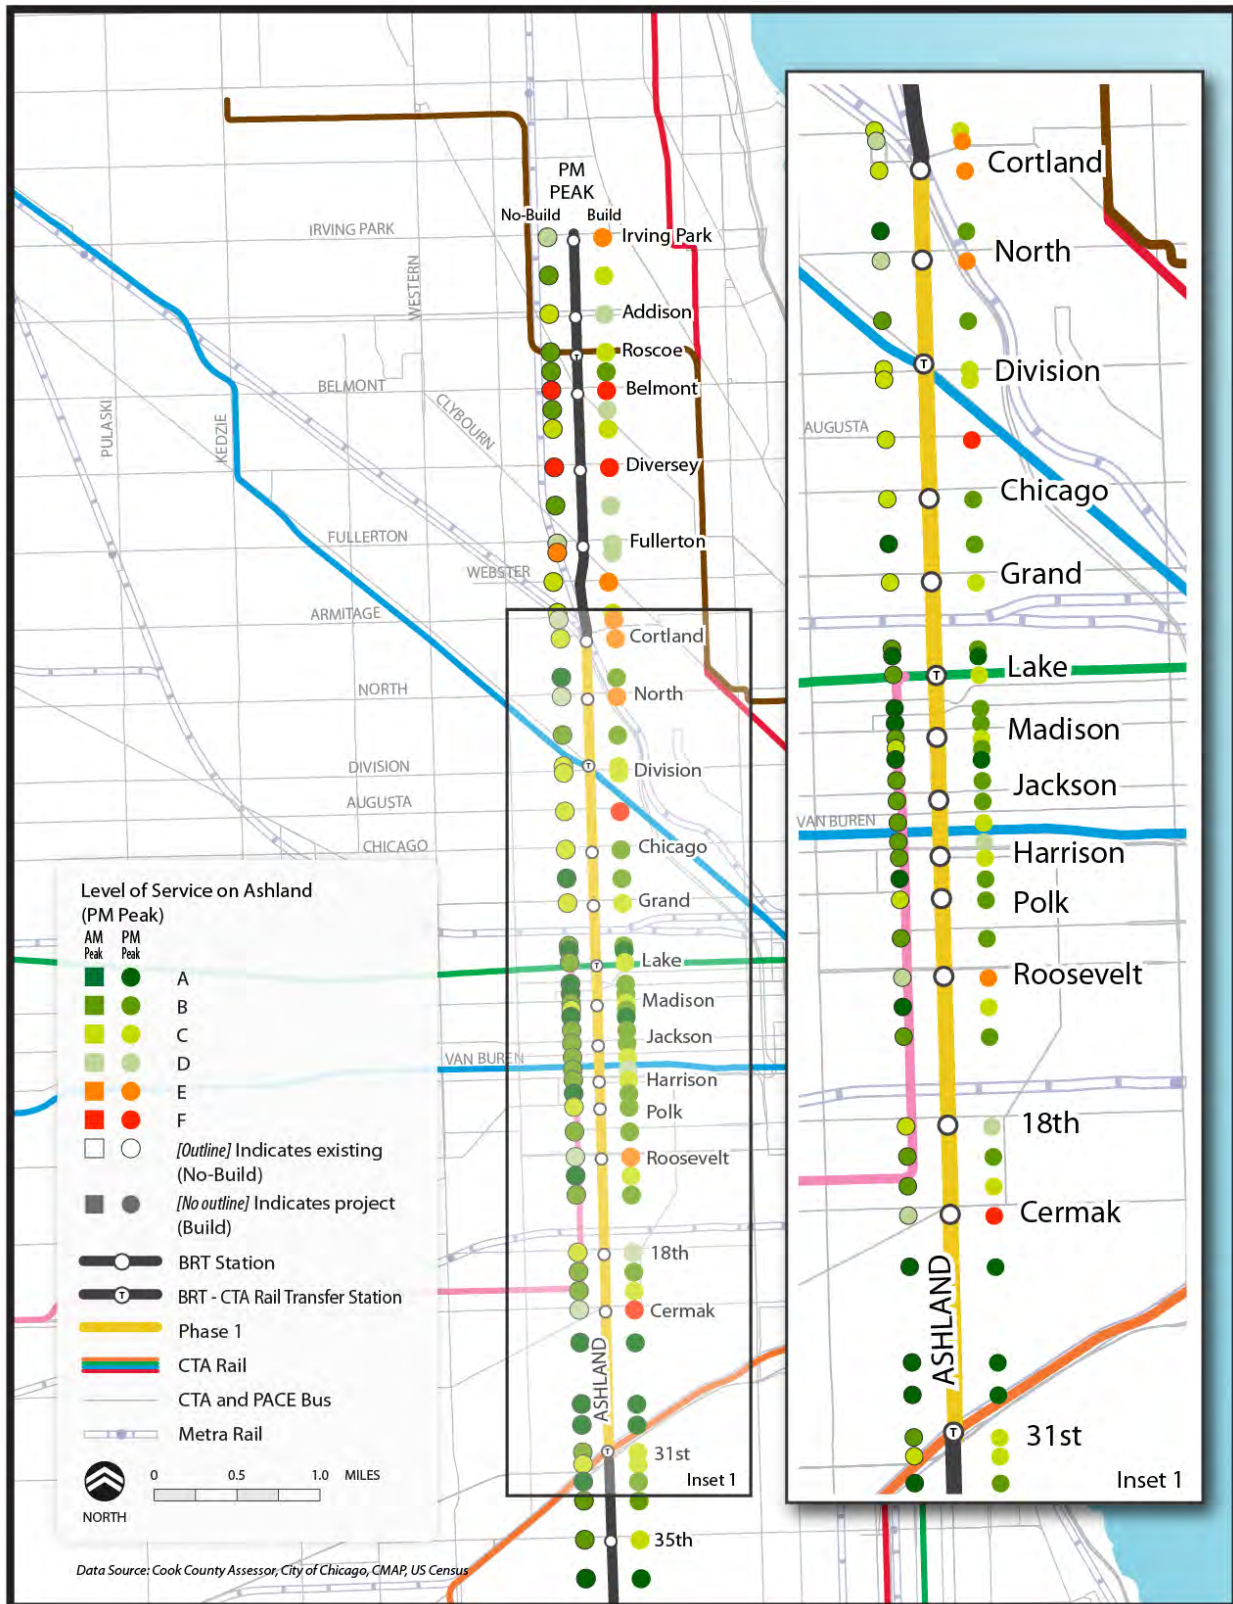 PM
PEAK
No-Build Build
Irving Park
IRVING PARK
WESTERN
Addison
Roscoe
BELMONT
Belmont
CLYBOURN
PULASKI
KEDZIE
Diversey
FULLERTON
Fullerton
WEBSTER
ARMITAGE
Cortland
NORTH
North
DIVISION
Division
AUGUSTA
CHICAGO
Chicago
Grand
Lake
Madison
Jackson
VAN BUREN
Harrison
Polk
Roosevelt
18th
Cermak
ASHLAND
31st
Inset 1
35th
Level of Service on Ashland
(PM Peak)
AM PM
Peak Peak
A
B
C
D
E
F
[Outline] Indicates existing
(No-Build)
[No outline] Indicates project
(Build)
BRT Station
T BRT - CTA Rail Transfer Station
Phase 1
CTA Rail
CTA and PACE Bus
Metra Rail
0 0.5 1.0 MILES
NORTH
Data Source: Cook County Assessor, City of Chicago, CMAP, US Census
Cortland
North
T
Division
AUGUSTA
Chicago
Grand
T
Lake
Madison
Jackson
VAN BUREN
Harrison
Polk
Roosevelt
18th
Cermak
ASHLAND
T
31st
Inset 1